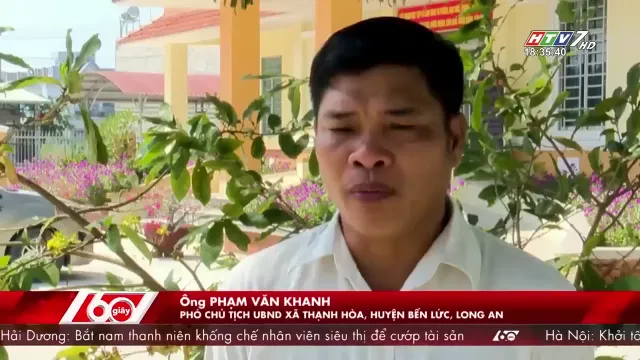 HTV7 HD
18:35:40
Ông PHẠM VĂN KHANH
PHÓ CHỦ TỊCH UBND XÃ THẠNH HÒA, HUYỆN BẾN LỨC, LONG AN
60 giây
Hải Dương: Bắt nam thanh niên khống chế nhân viên siêu thị để cướp tài sản
60
Hà Nội: Khởi tố